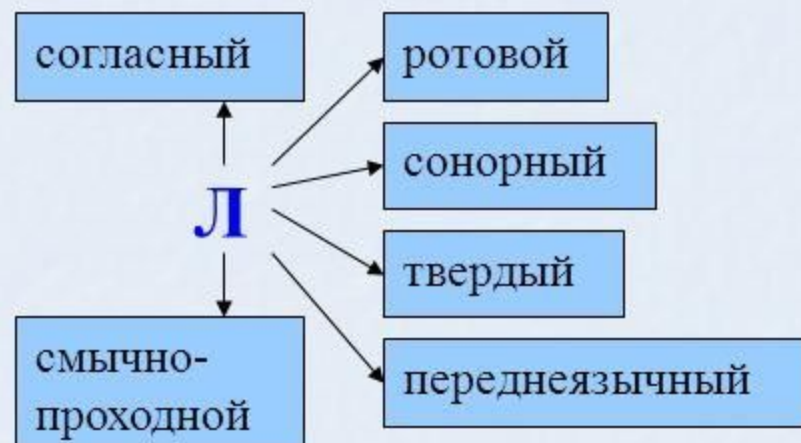 согласный
ротовой
сонорный
Л
твердый
смычно-
проходной
переднеязычный